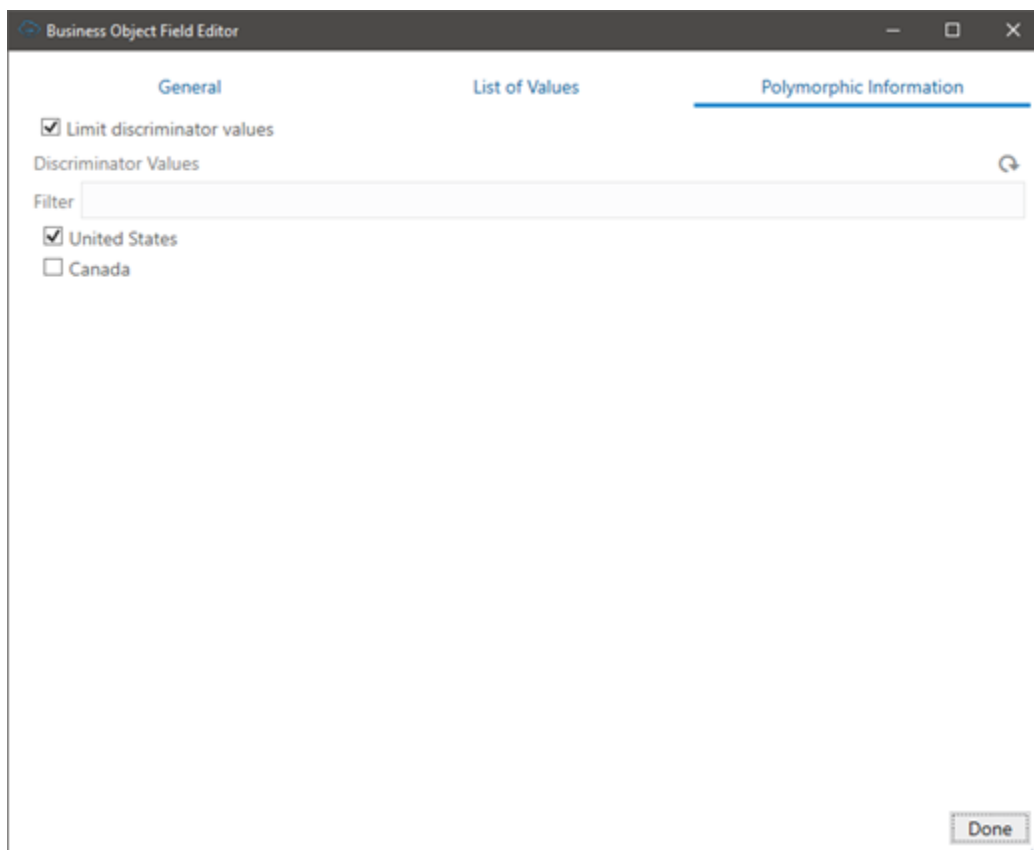 Business Object Field Editor
General List of Values Polymorphic Information
Limit discriminator values
Discriminator Values
Filter
United States
Canada
Done